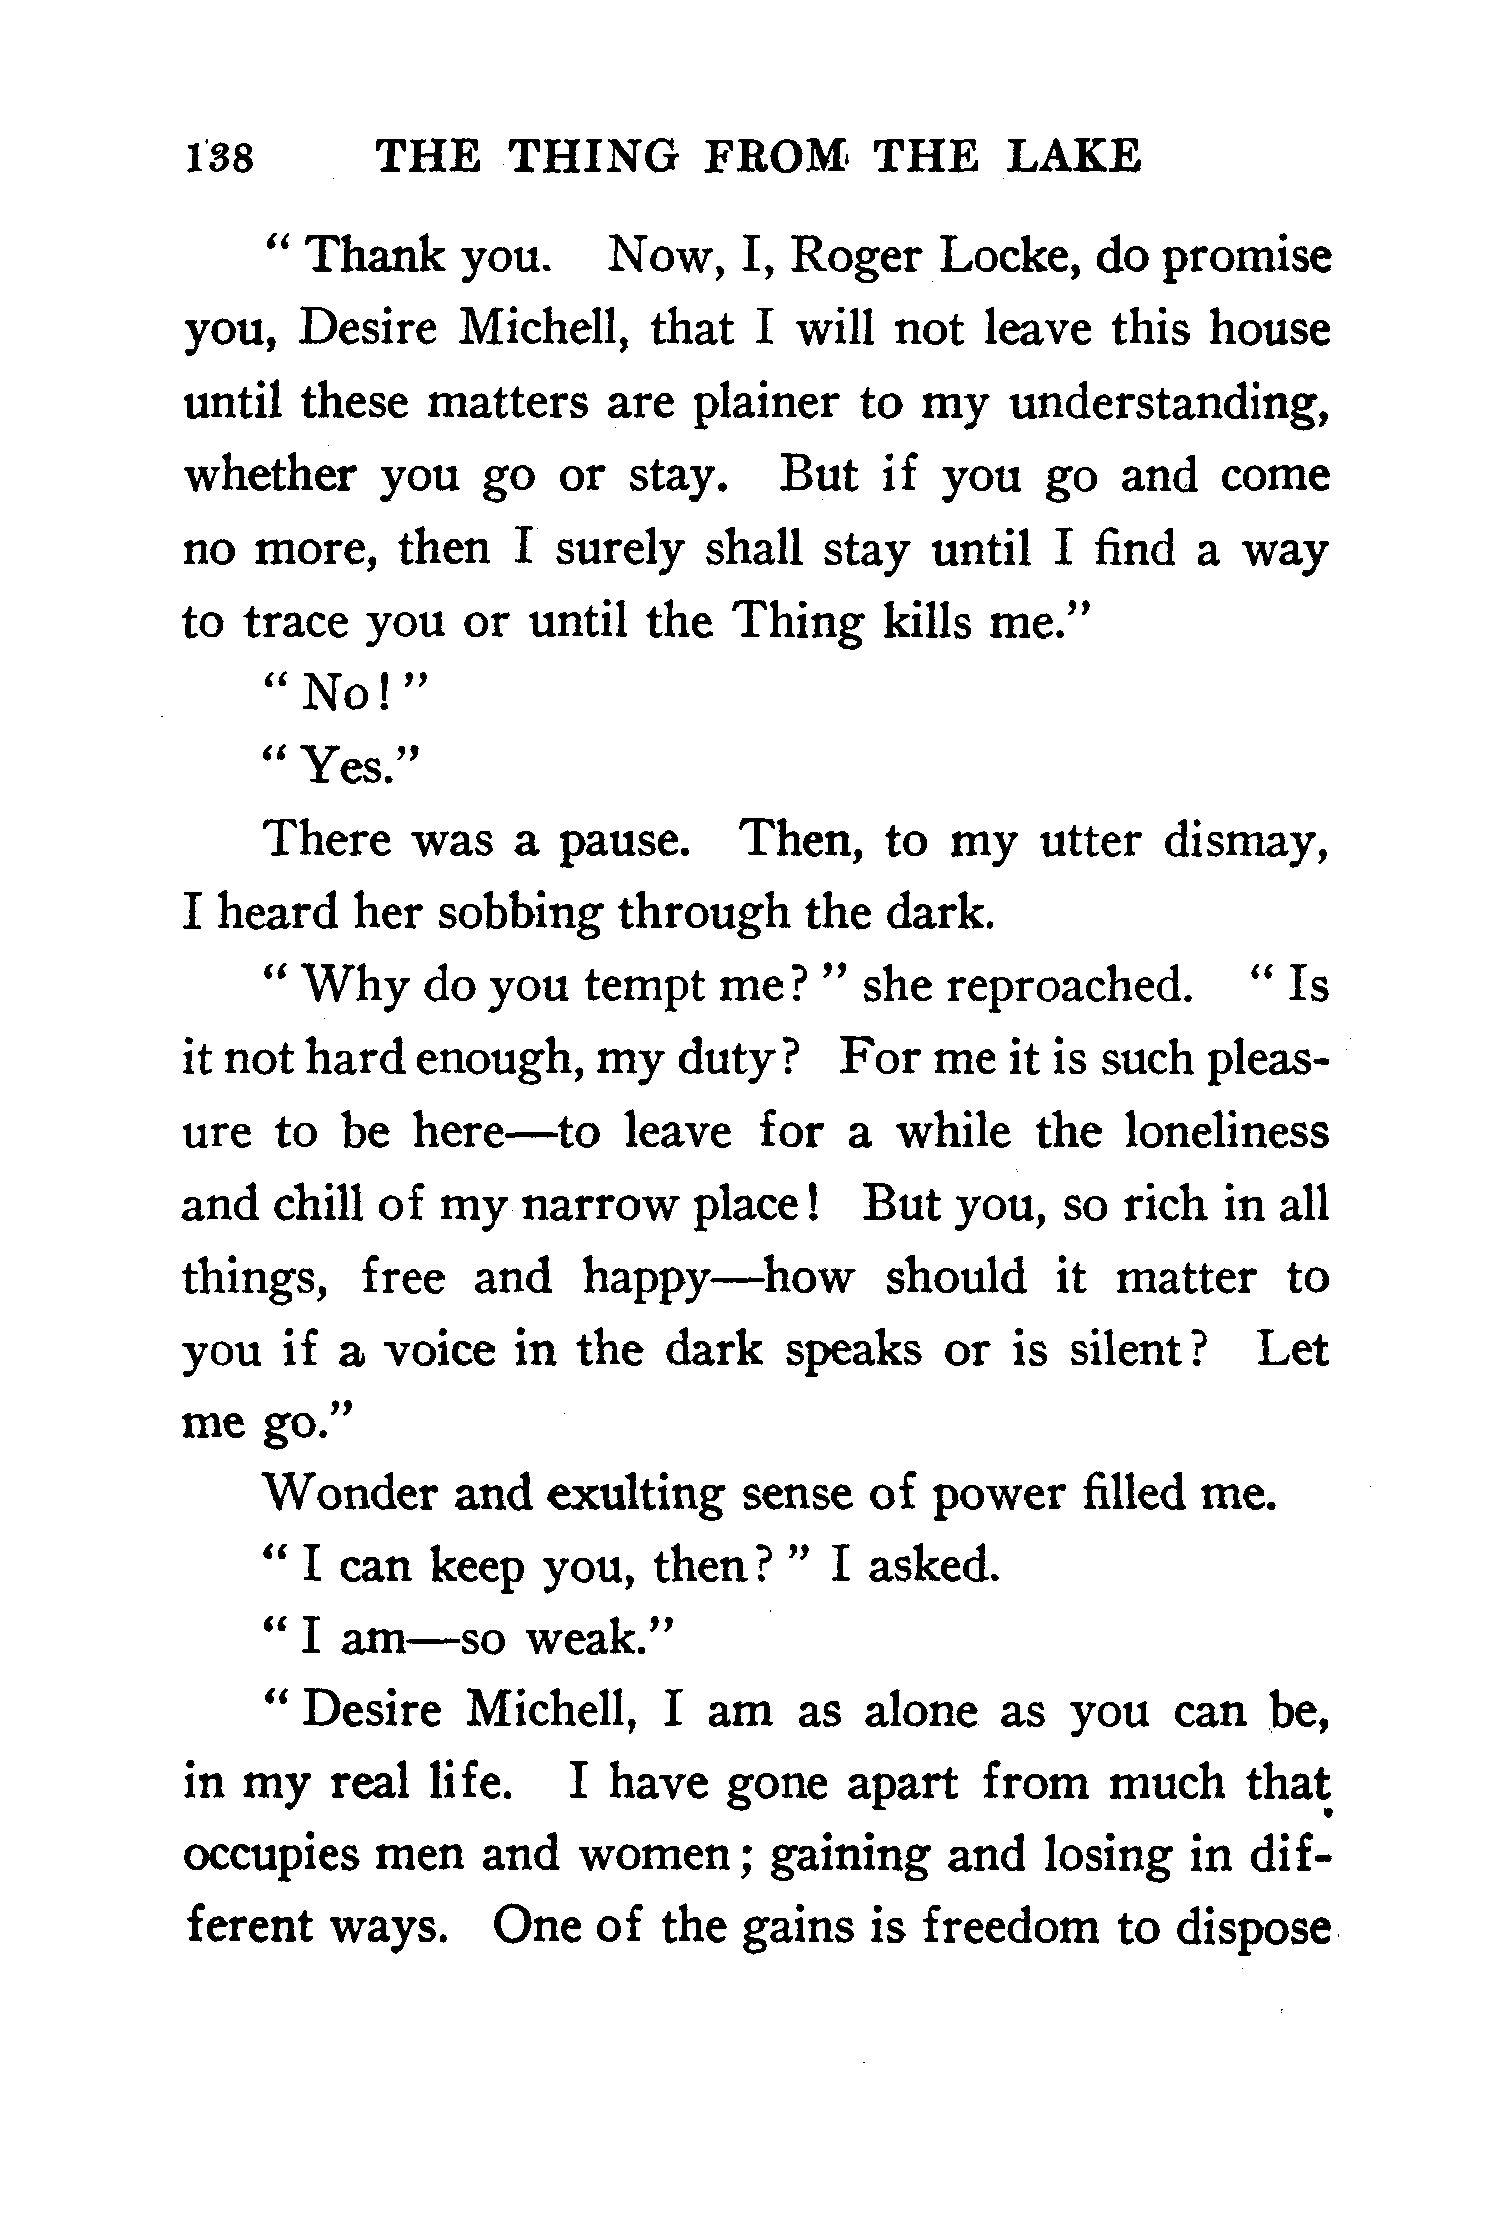 138 THE THING FROM THE LAKE
“ Thank you. Now, I, Roger Locke, do promise
you, Desire Michell, that I will not leave this house
until these matters are plainer to my understanding,
whether you go or stay. But if you go and come
no more, then I surely shall stay until I find a way
to trace you or until the Thing kills me.”
“ No! ”
“ Yes.”
There was a pause. Then, to my utter dismay,
I heard her sobbing through the dark.
“ Why do you tempt me? ” she reproached. “ Is
it not hard enough, my duty? For me it is such pleas-
ure to be here—to leave for a while the loneliness
and chill of my narrow place! But you, so rich in all
things, free and happy—how should it matter to
you if a voice in the dark speaks or is silent? Let
me go.”
Wonder and exulting sense of power filled me.
“ I can keep you, then? ” I asked.
“ I am—so weak.”
“ Desire Michell, I am as alone as you can be,
in my real life. I have gone apart from much that
occupies men and women; gaining and losing in dif-
ferent ways. One of the gains is freedom to dispose